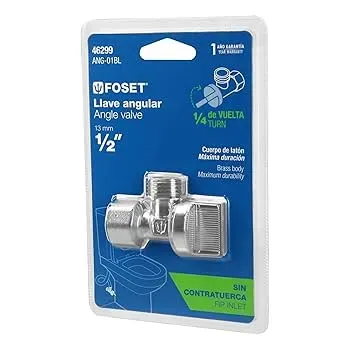 46299
ANG-01BL
FOSET
Llave angular
Angle valve
13 mm
1/2"
1 AÑO GARANTÍA
YEAR WARRANTY
1/4 de VUELTA
TURN
Cuerpo de latón
Máxima duración
Brass body
Maximum durability
SIN
CONTRATUERCA
FIP INLET